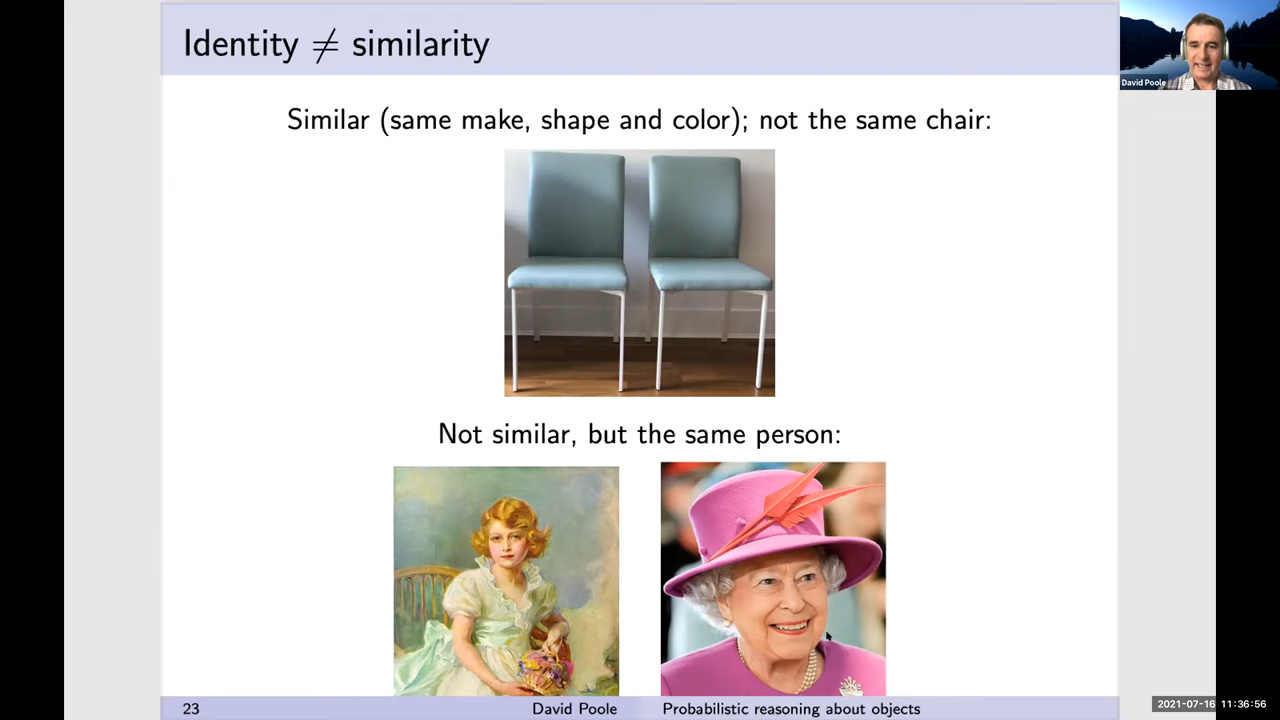 Identity ≠ similarity
David Poole
Similar (same make, shape and color); not the same chair:
Not similar, but the same person:
23
David Poole
Probabilistic reasoning about objects
2021-07-16 11:36:56